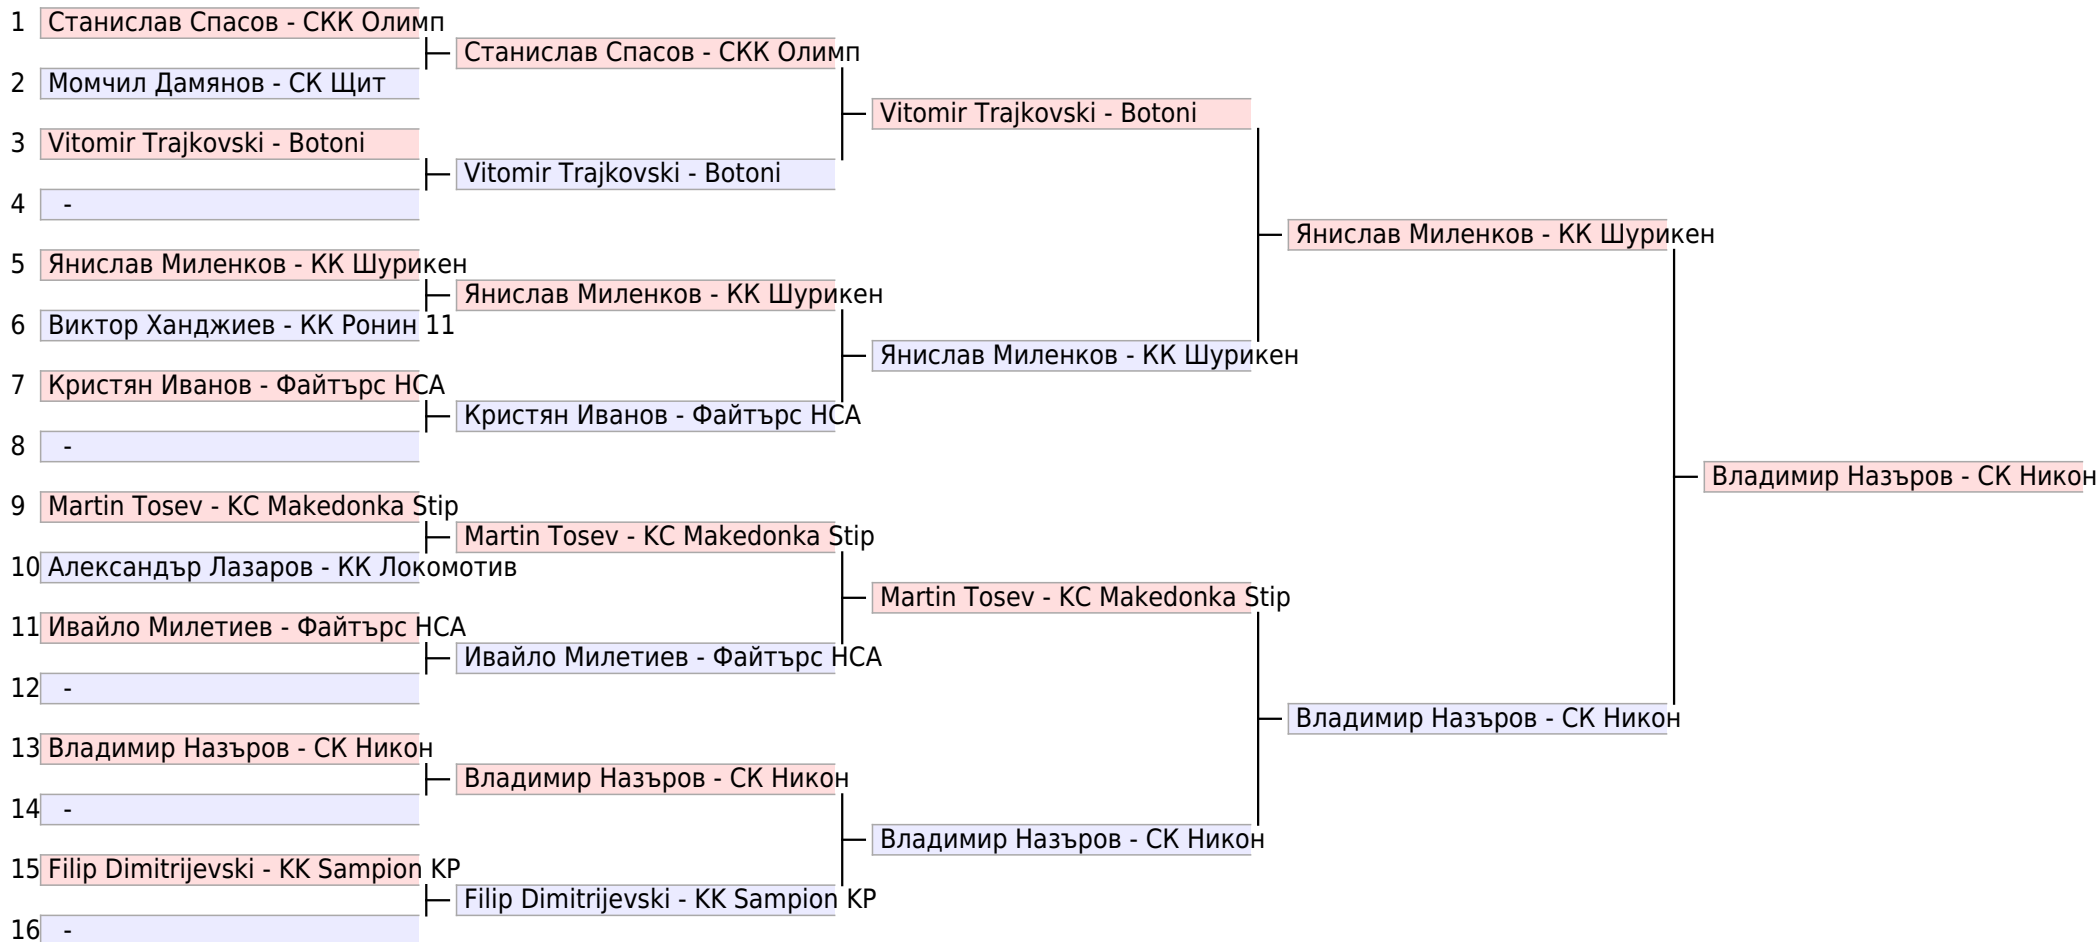 1 Станислав Спасов - СКК Олимп
2 Момчил Дамянов - СК Щит
3 Vitomir Trajkovski - Botoni
4 -
5 Янислав Миленков - КК Шурикен
6 Виктор Ханджиев - КК Ронин 11
7 Кристян Иванов - Файтърс НСА
8 -
9 Martin Tosev - KC Makedonka Stip
10 Александър Лазаров - КК Локомотив
11 Ивайло Милетиев - Файтърс НСА
12 -
13 Владимир Назъров - СК Никон
14 -
15 Filip Dimitrijevski - KK Sampion KP
16 -
Станислав Спасов - СКК Олимп
Vitomir Trajkovski - Botoni
Янислав Миленков - КК Шурикен
Кристян Иванов - Файтърс НСА
Martin Tosev - KC Makedonka Stip
Ивайло Милетиев - Файтърс НСА
Владимир Назъров - СК Никон
Filip Dimitrijevski - KK Sampion KP
Vitomir Trajkovski - Botoni
Янислав Миленков - КК Шурикен
Martin Tosev - KC Makedonka Stip
Владимир Назъров - СК Никон
Янислав Миленков - КК Шурикен
Владимир Назъров - СК Никон
Владимир Назъров - СК Никон